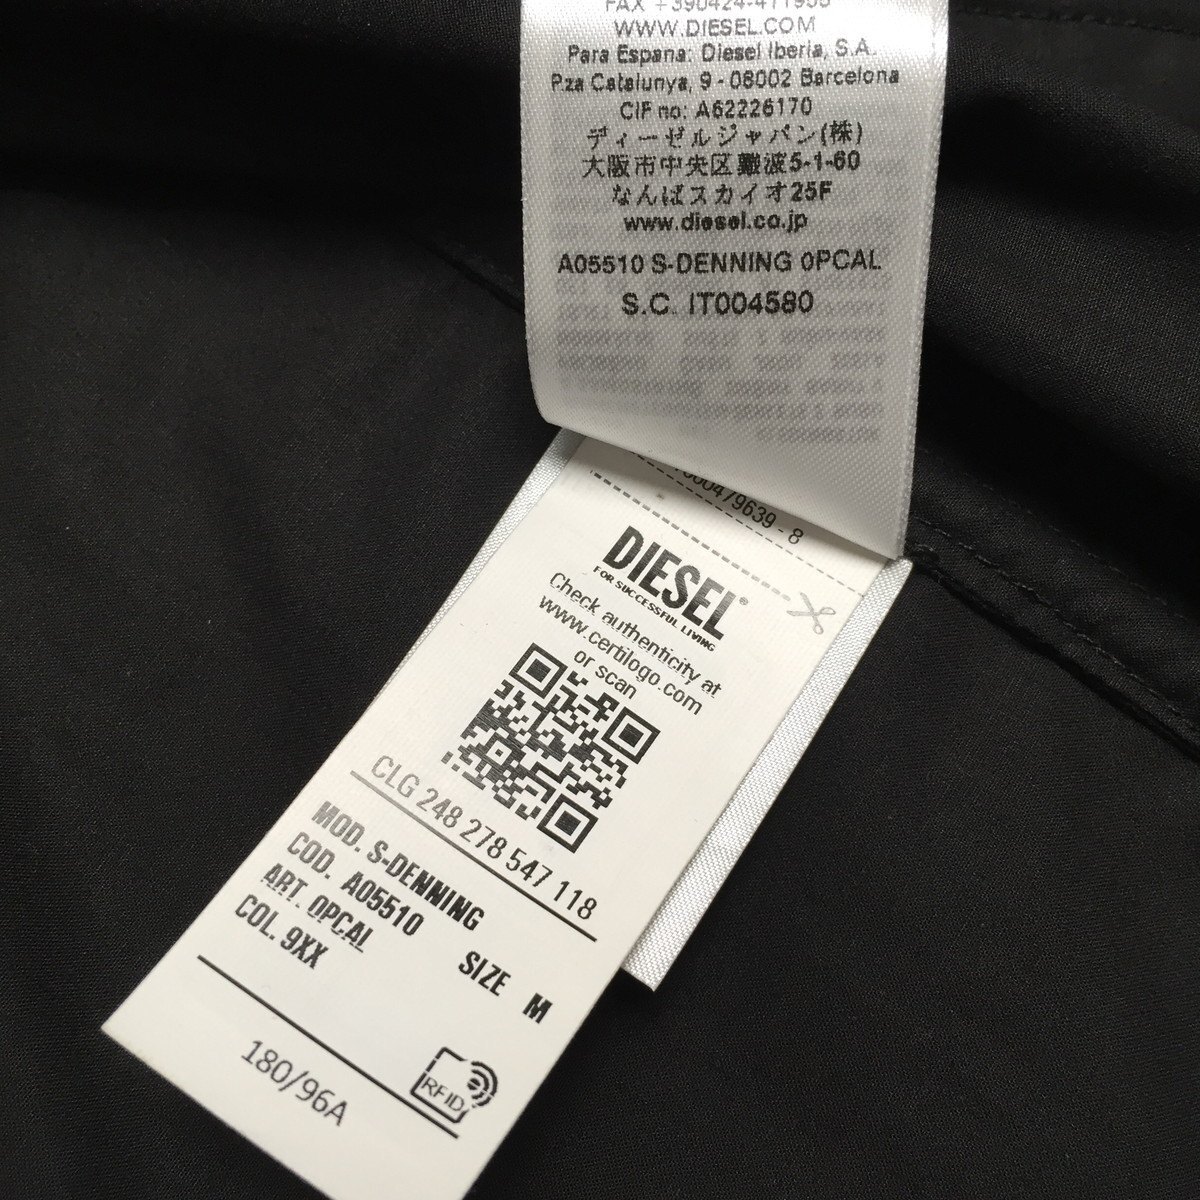 WWW.DIESEL.COM
Para Espana: Diesel Iberia, S.A.
P.za Catalunya, 9 - 08002 Barcelona
CIF no: A62226170
ディーゼルジャパン(株)
大阪市中央区難波5-1-60
なんばスカイオ25F
www.diesel.co.jp
A05510 S-DENNING 0PCAL
S.C. IT004580
DIESEL®
FOR SUCCESSFUL LIVING
Check authenticity at
www.certilogo.com
or scan
CLG 248 278 547 118
MOD. S-DENNING
COD. A05510
ART. 0PCAL
COL. 9XX SIZE M
180/96A
RFID